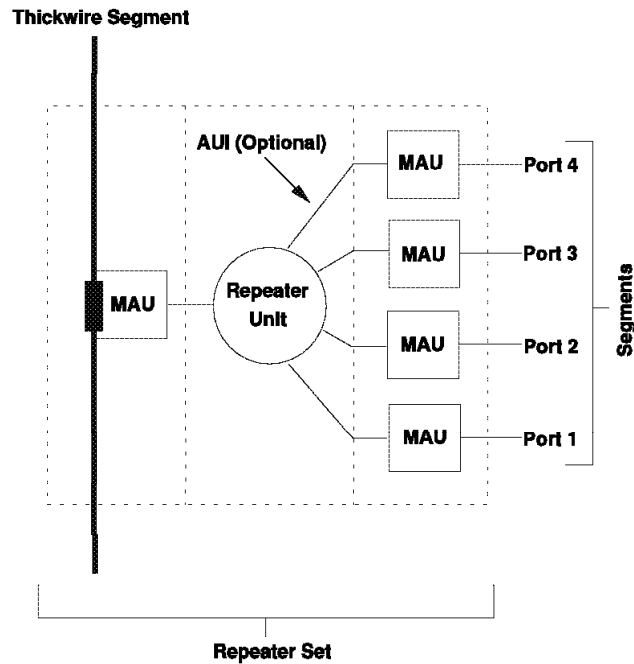 Thickwire Segment
AUI (Optional)
MAU
Port 4
MAU
Port 3
MAU
Repeater
Unit
MAU
Port 2
MAU
Port 1
Segments
Repeater Set